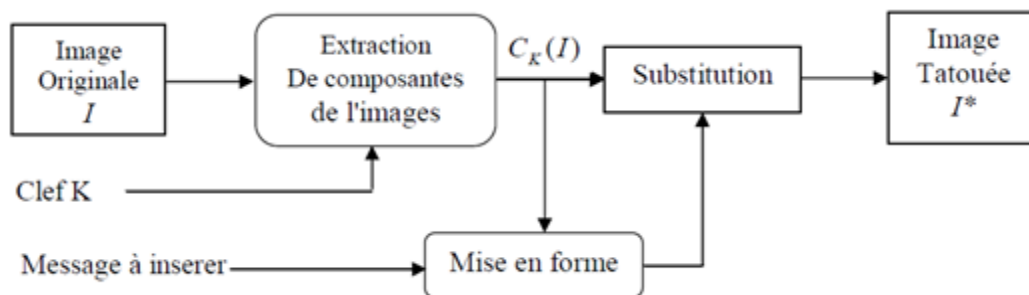 Image
Originale
I
Extraction
De composantes
de l'images
C_K(I)
Substitution
Image
Tatouée
I*
Clef K
Message à inserer
Mise en forme